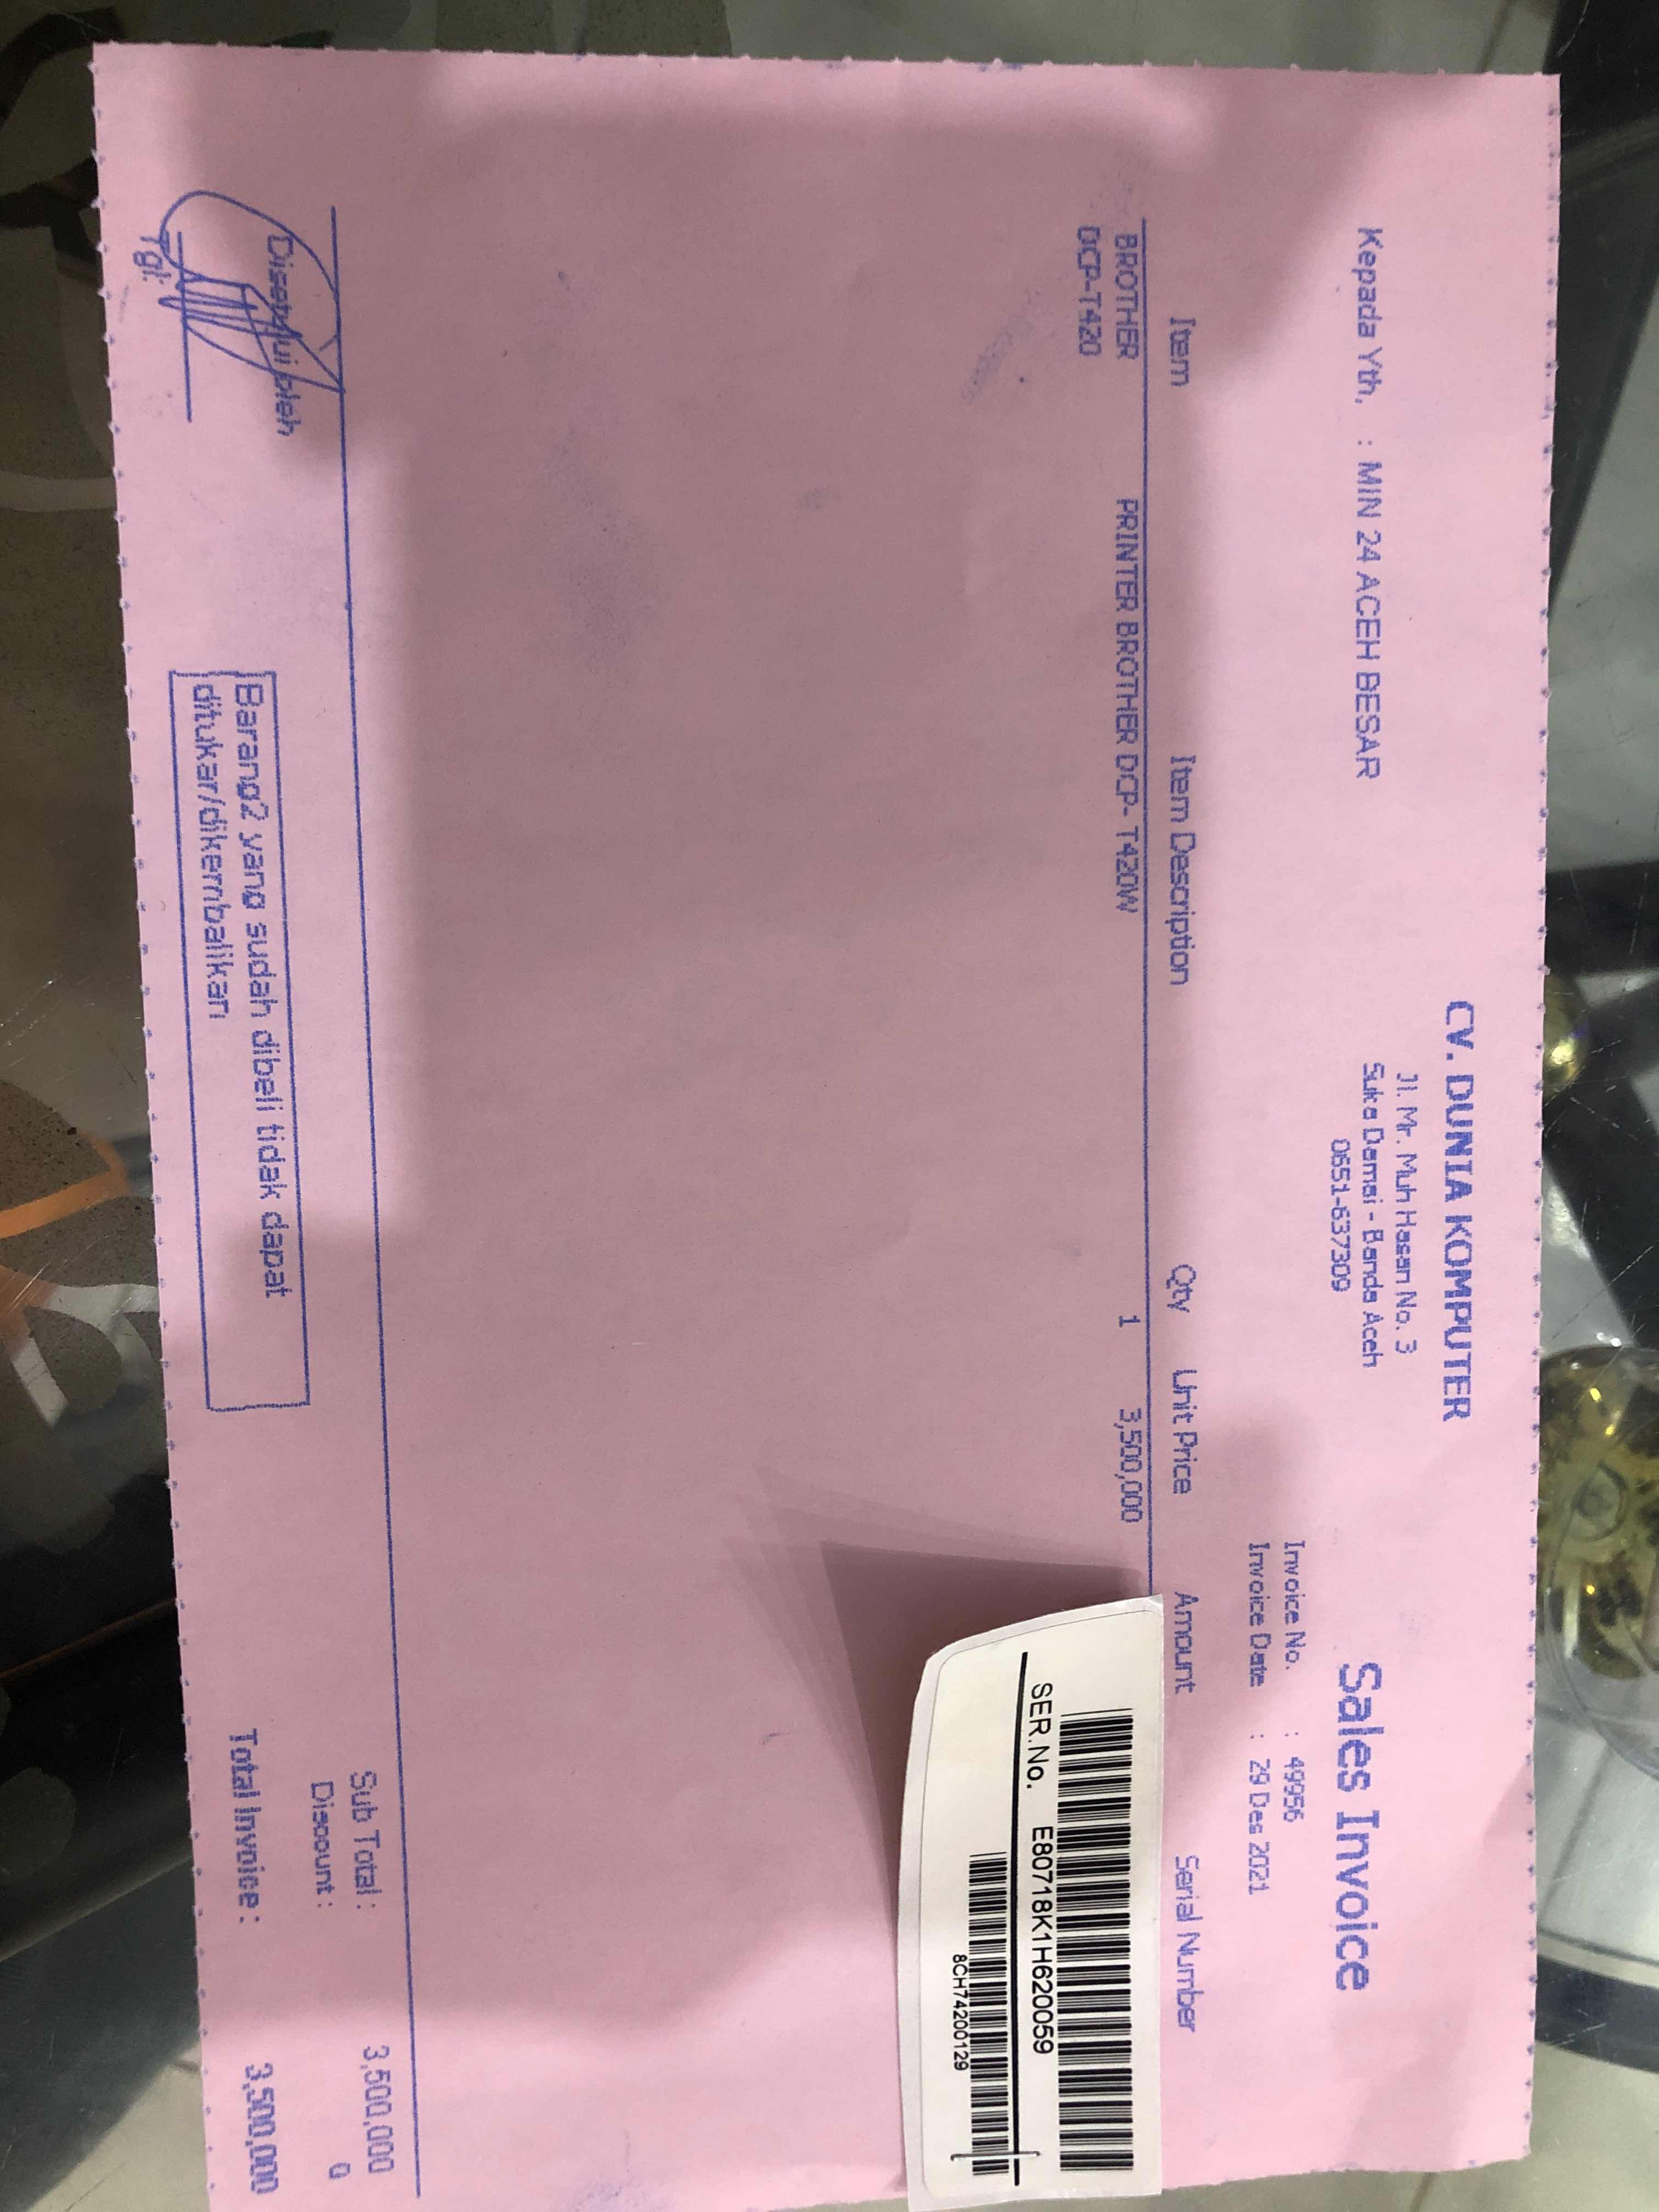 CV. DUNIA KOMPUTER
Jl. Mr. Muh Hasan No. 3
Suka Damai - Banda Aceh
0651-637309
Sales Invoice
Kepada Yth, : MIN 24 ACEH BESAR
Invoice No. : 49956
Invoice Date : 29 Des 2021
Item Item Description Qty Unit Price Amount Serial Number
BROTHER PRINTER BROTHER DCP- T420W 1 3,500,000
DCP-T420
SER.No. E80718K1H620059
8CH74200129
Sub Total : 3,500,000
Discount : 0
Total Invoice : 3,500,000
Disetujui oleh
Tgl:
Barang2 yang sudah dibeli tidak dapat
ditukar/dikembalikan